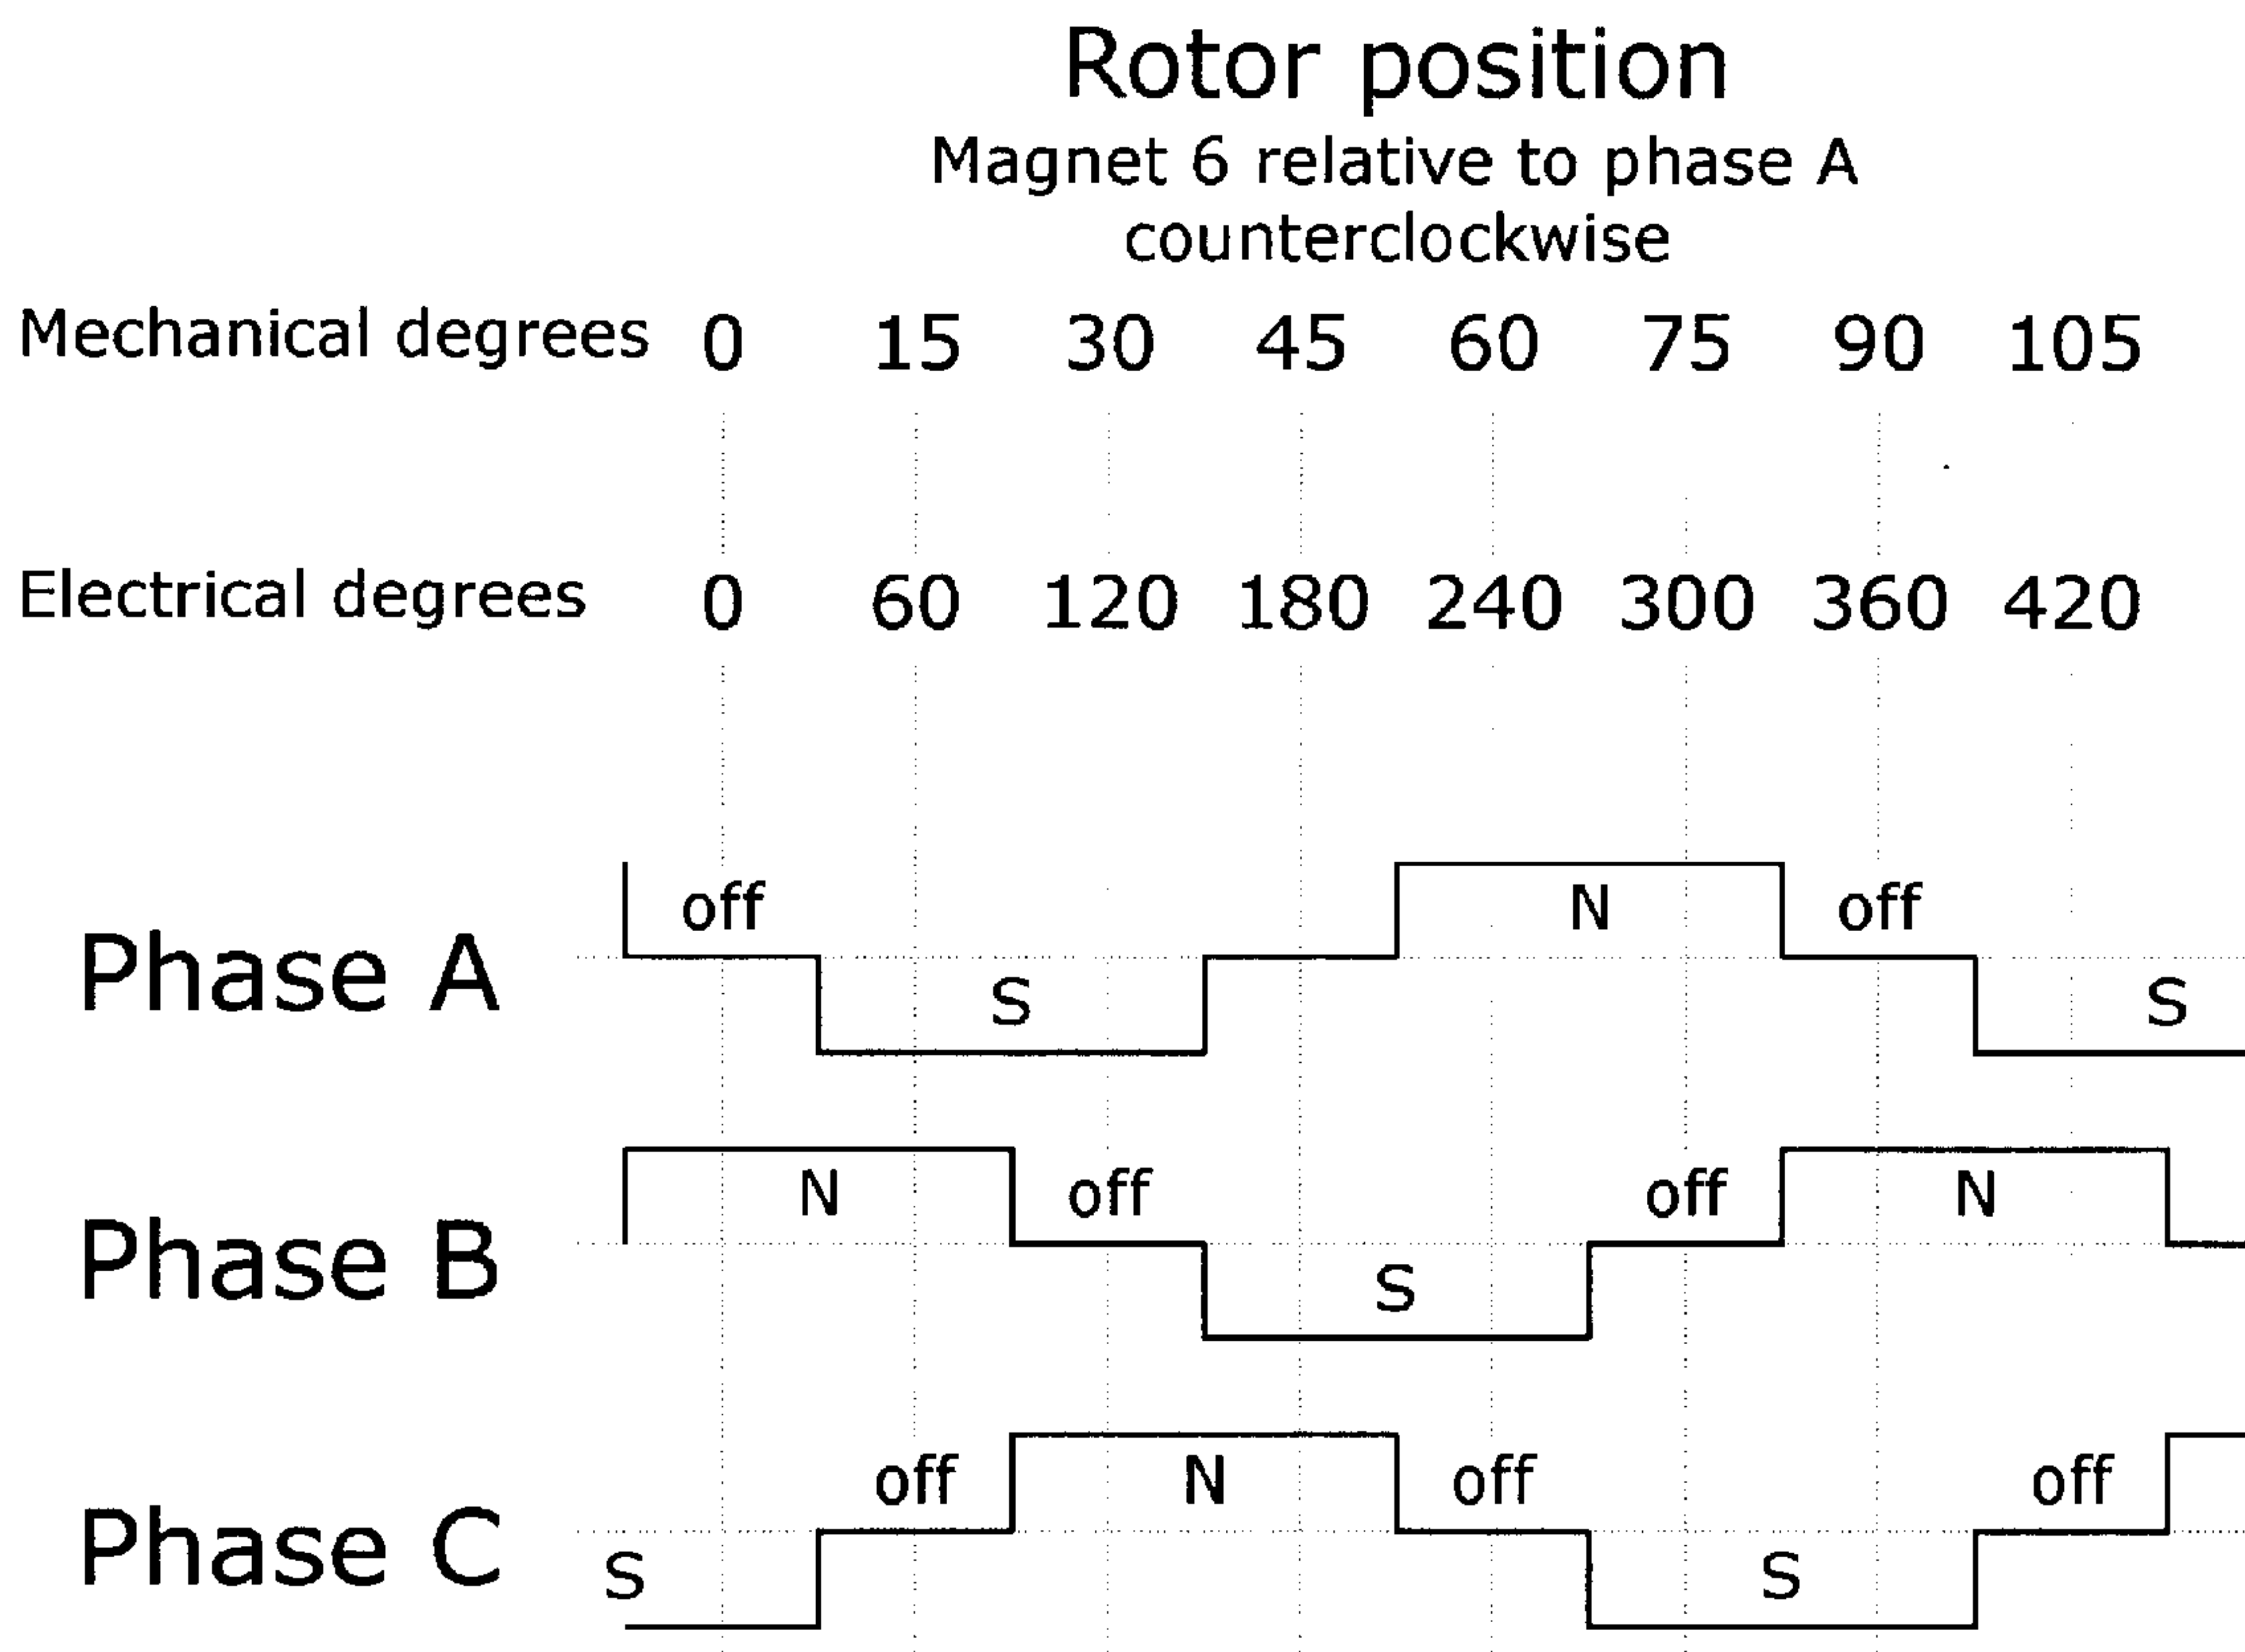 Rotor position
Magnet 6 relative to phase A
counterclockwise
Mechanical degrees 0 15 30 45 60 75 90 105
Electrical degrees 0 60 120 180 240 300 360 420
off N off
Phase A
S S
N off off N
Phase B
S
off N off off
Phase C
S S